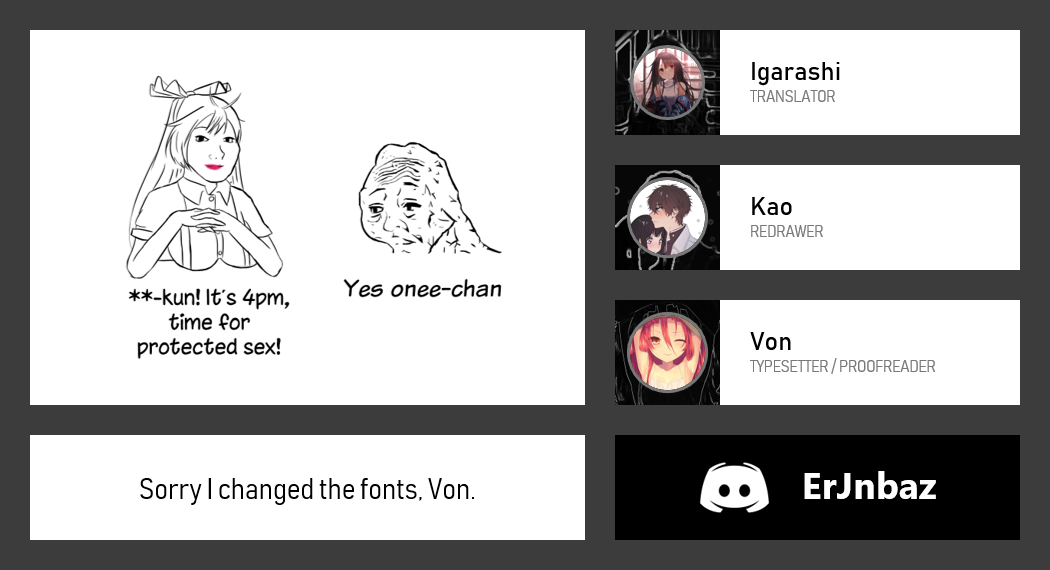 **-kun! It's 4pm,
time for
protected sex!
Yes onee-chan
Igarashi
TRANSLATOR
Kao
REDRAWER
Von
TYPESETTER / PROOFREADER
Sorry I changed the fonts, Von.
ErJnbaz